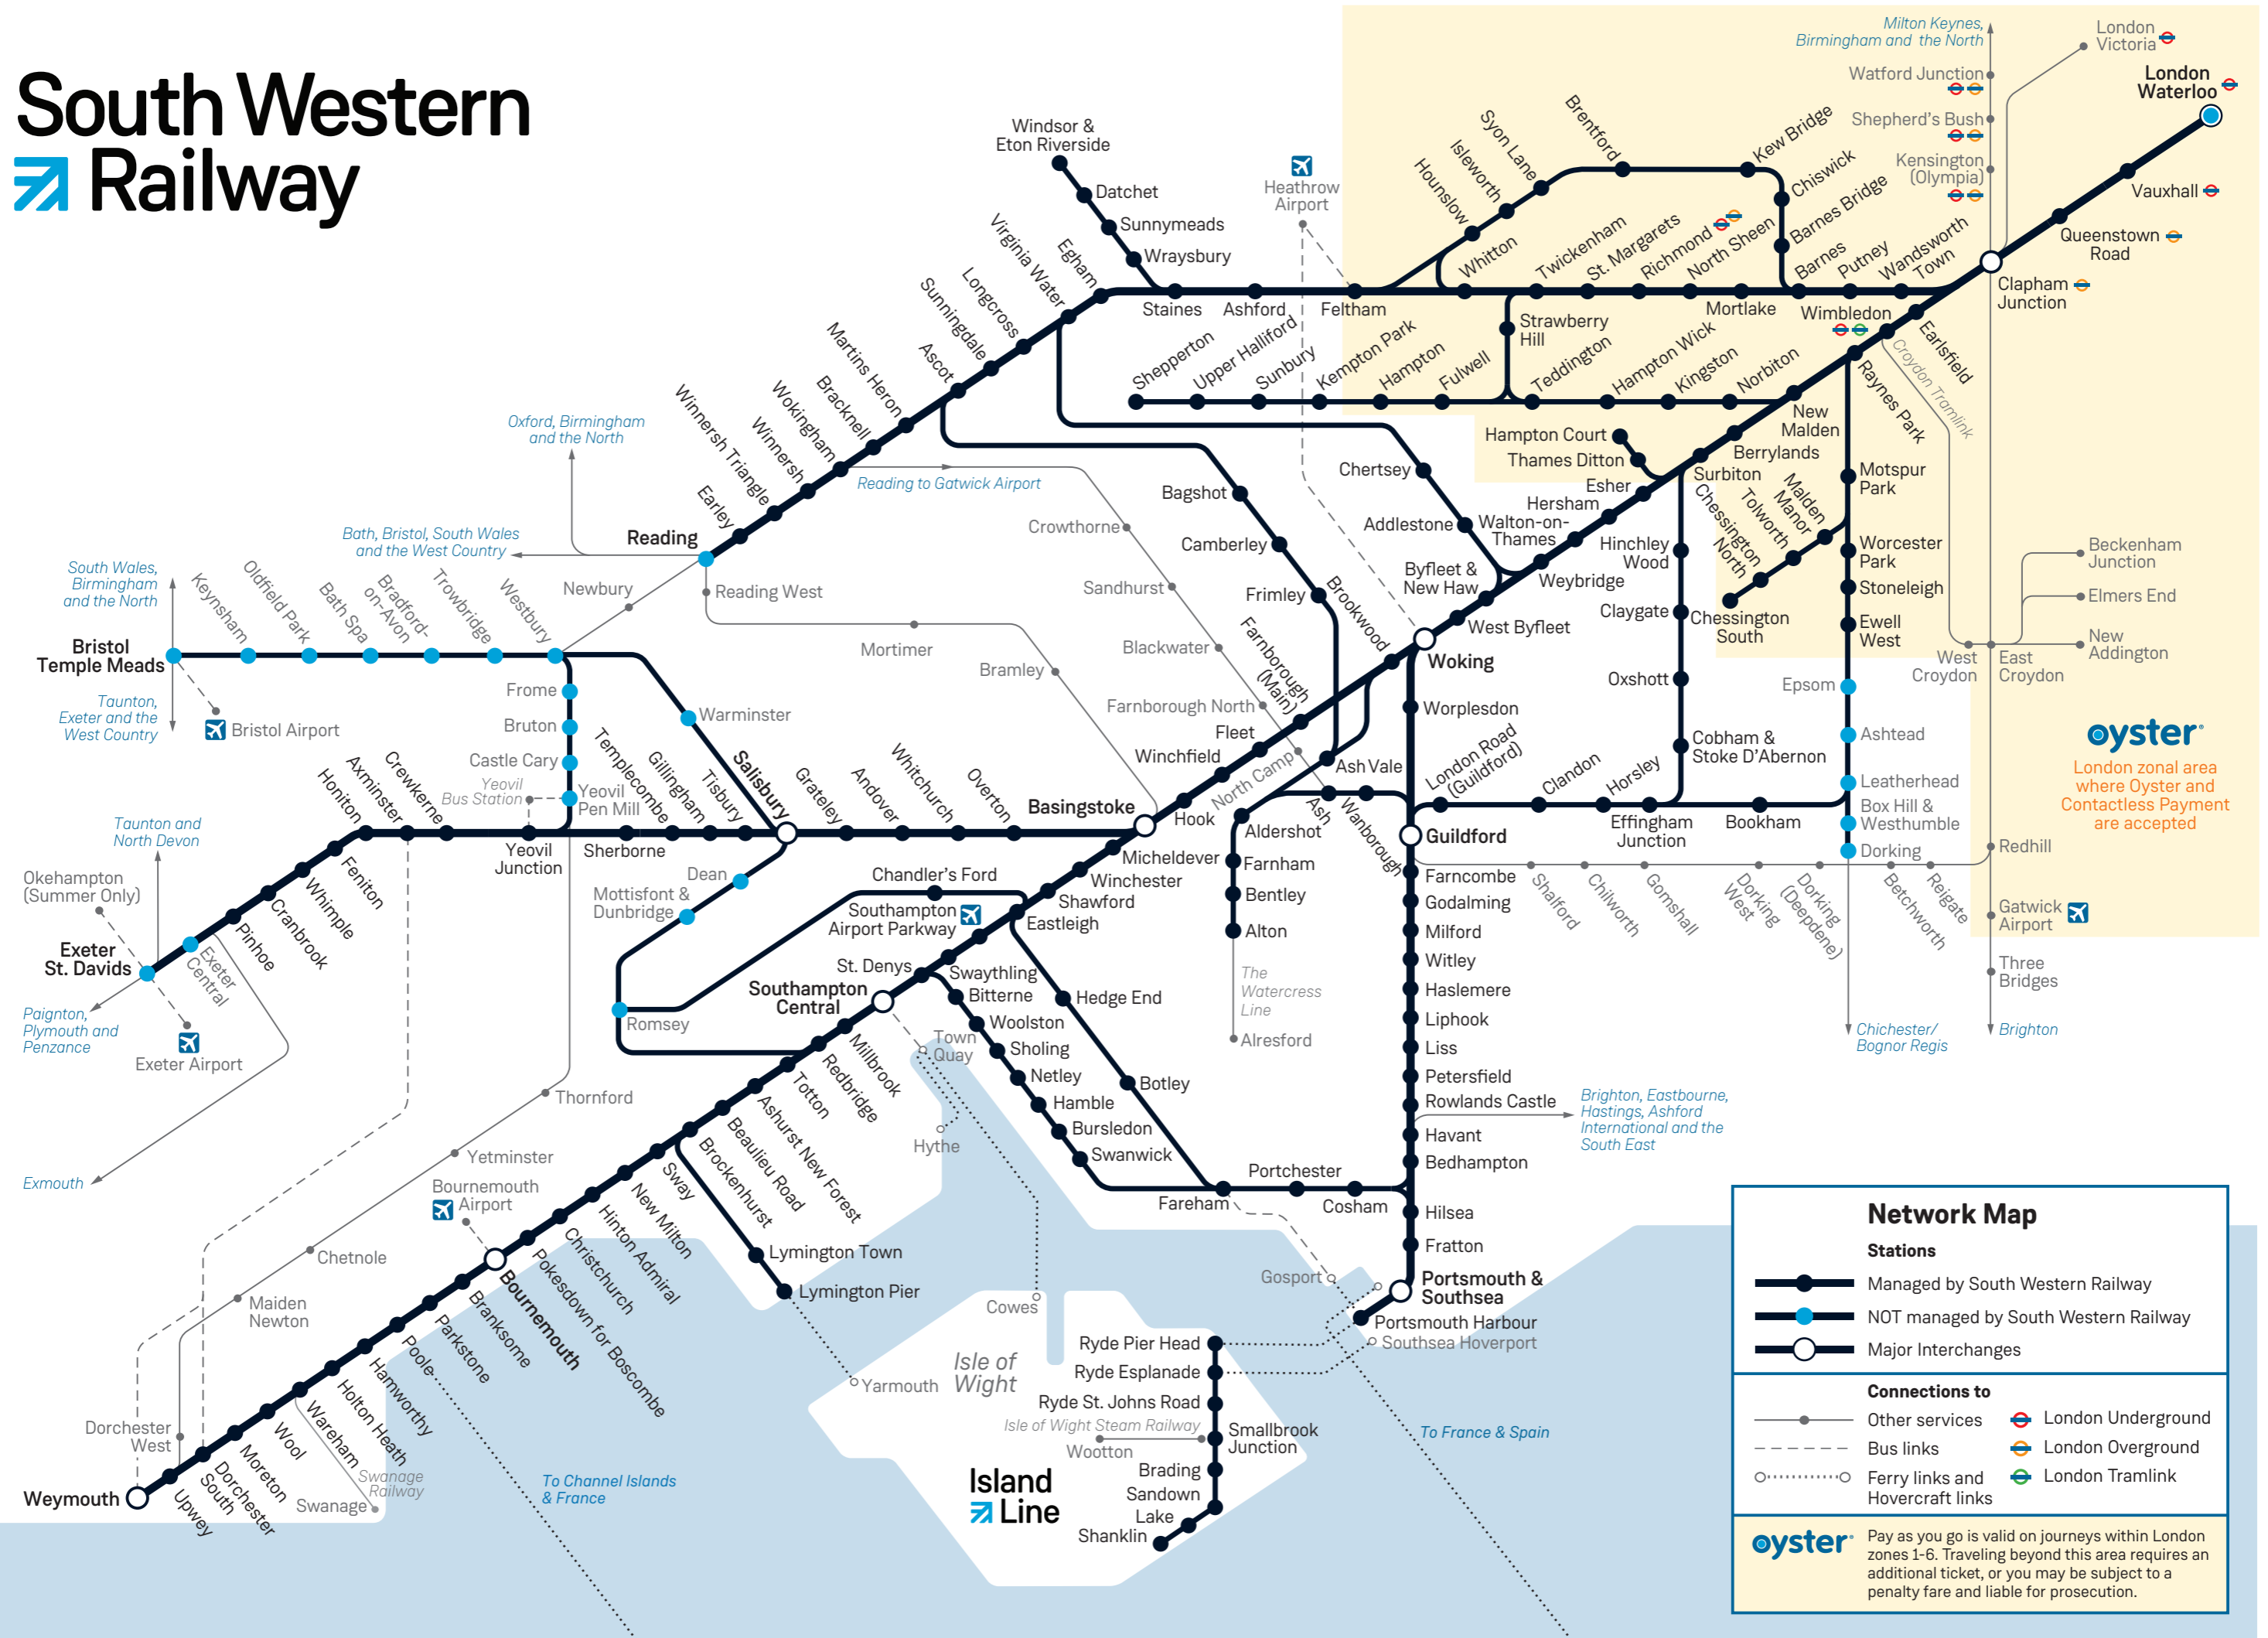 South Western
Railway
Milton Keynes,
Birmingham and the North
London
Victoria
Watford Junction
London
Waterloo
Shepherd's Bush
Kensington
(Olympia)
Vauxhall
Queenstown
Road
Clapham
Junction
Windsor &
Eton Riverside
Datchet
Sunnymeads
Wraysbury
Heathrow
Airport
Hounslow
Isleworth
Syon Lane
Brentford
Kew Bridge
Chiswick
Barnes Bridge
Whitton
Twickenham
St. Margarets
Richmond
North Sheen
Mortlake
Barnes
Putney
Wandsworth
Town
Staines
Ashford
Feltham
Egham
Virginia Water
Longcross
Sunningdale
Ascot
Martins Heron
Bracknell
Wokingham
Winnersh
Winnersh Triangle
Earley
Reading
Strawberry
Hill
Shepperton
Upper Halliford
Sunbury
Kempton Park
Hampton
Fulwell
Teddington
Hampton Wick
Kingston
Norbiton
Wimbledon
Earlsfield
Croydon Tramlink
Raynes Park
New
Malden
Berrylands
Surbiton
Hampton Court
Thames Ditton
Esher
Hersham
Walton-on-
Thames
Weybridge
Byfleet &
New Haw
West Byfleet
Woking
Chertsey
Addlestone
Motspur
Park
Malden
Manor
Tolworth
Chessington
North
Chessington
South
Worcester
Park
Stoneleigh
Ewell
West
Epsom
Ashtead
Leatherhead
Box Hill &
Westhumble
Dorking
Hinchley
Wood
Claygate
Oxshott
Cobham &
Stoke D'Abernon
Beckenham
Junction
Elmers End
New
Addington
West
Croydon
East
Croydon
oyster
London zonal area
where Oyster and
Contactless Payment
are accepted
Redhill
Gatwick
Airport
Three
Bridges
Brighton
Chichester/
Bognor Regis
Oxford, Birmingham
and the North
Reading to Gatwick Airport
Bath, Bristol, South Wales
and the West Country
Newbury
Reading West
Mortimer
Bramley
Crowthorne
Sandhurst
Blackwater
Farnborough North
North Camp
Bagshot
Camberley
Frimley
Brookwood
Farnborough
(Main)
Fleet
Winchfield
Hook
Basingstoke
Ash Vale
Ash
Wanborough
Aldershot
Farnham
Bentley
Alton
The
Watercress
Line
Alresford
Worplesdon
London Road
(Guildford)
Clandon
Horsley
Effingham
Junction
Bookham
Guildford
Shalford
Chilworth
Gomshall
Dorking
West
Dorking
(Deepdene)
Betchworth
Reigate
Farncombe
Godalming
Milford
Witley
Haslemere
Liphook
Liss
Petersfield
Rowlands Castle
Havant
Bedhampton
Hilsea
Fratton
Portsmouth &
Southsea
Portsmouth Harbour
Southsea Hoverport
Gosport
Brighton, Eastbourne,
Hastings, Ashford
International and the
South East
South Wales,
Birmingham
and the North
Keynsham
Oldfield Park
Bath Spa
Bradford-
on-Avon
Trowbridge
Westbury
Bristol
Temple Meads
Taunton,
Exeter and the
West Country
Bristol Airport
Frome
Bruton
Castle Cary
Yeovil
Pen Mill
Yeovil
Bus Station
Warminster
Salisbury
Honiton
Axminster
Crewkerne
Yeovil
Junction
Sherborne
Templecombe
Gillingham
Tisbury
Grateley
Andover
Whitchurch
Overton
Taunton and
North Devon
Okehampton
(Summer Only)
Exeter
St. Davids
Exeter
Central
Pinhoe
Cranbrook
Whimple
Feniton
Paignton,
Plymouth and
Penzance
Exeter Airport
Exmouth
Dean
Mottisfont &
Dunbridge
Romsey
Chandler's Ford
Southampton
Airport Parkway
Micheldever
Winchester
Shawford
Eastleigh
Swaythling
St. Denys
Southampton
Central
Bitterne
Woolston
Sholing
Netley
Hamble
Bursledon
Swanwick
Hedge End
Botley
Fareham
Portchester
Cosham
Town
Quay
Hythe
Cowes
Millbrook
Redbridge
Totton
Ashurst New Forest
Beaulieu Road
Brockenhurst
Lymington Town
Lymington Pier
Yarmouth
Sway
New Milton
Hinton Admiral
Christchurch
Pokesdown for Boscombe
Bournemouth
Bournemouth
Airport
Branksome
Parkstone
Poole
Hamworthy
Holton Heath
Wareham
Swanage
Railway
Swanage
Wool
Moreton
Dorchester
South
Upwey
Weymouth
Dorchester
West
Maiden
Newton
Chetnole
Yetminster
Thornford
To Channel Islands
& France
To France & Spain
Isle of
Wight
Ryde Pier Head
Ryde Esplanade
Ryde St. Johns Road
Isle of Wight Steam Railway
Wootton
Smallbrook
Junction
Brading
Sandown
Lake
Shanklin
Island
Line
Network Map
Stations
Managed by South Western Railway
NOT managed by South Western Railway
Major Interchanges
Connections to
Other services
London Underground
Bus links
London Overground
Ferry links and
Hovercraft links
London Tramlink
oyster
Pay as you go is valid on journeys within London
zones 1-6. Traveling beyond this area requires an
additional ticket, or you may be subject to a
penalty fare and liable for prosecution.